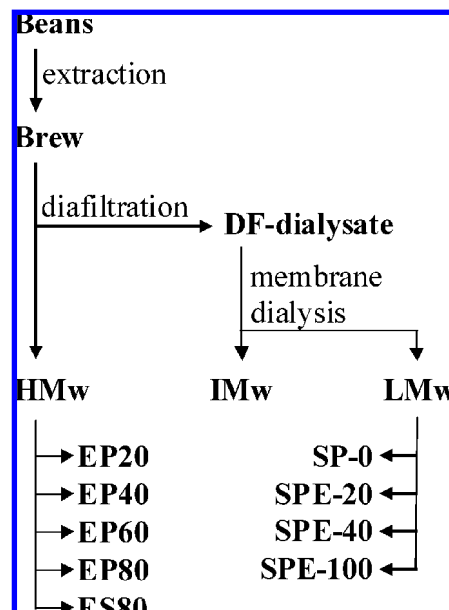 Beans
extraction
Brew
diafiltration
DF-dialysate
membrane
dialysis
HMw IMw LMw
EP20 SP-0
EP40 SPE-20
EP60 SPE-40
EP80 SPE-100
ES80